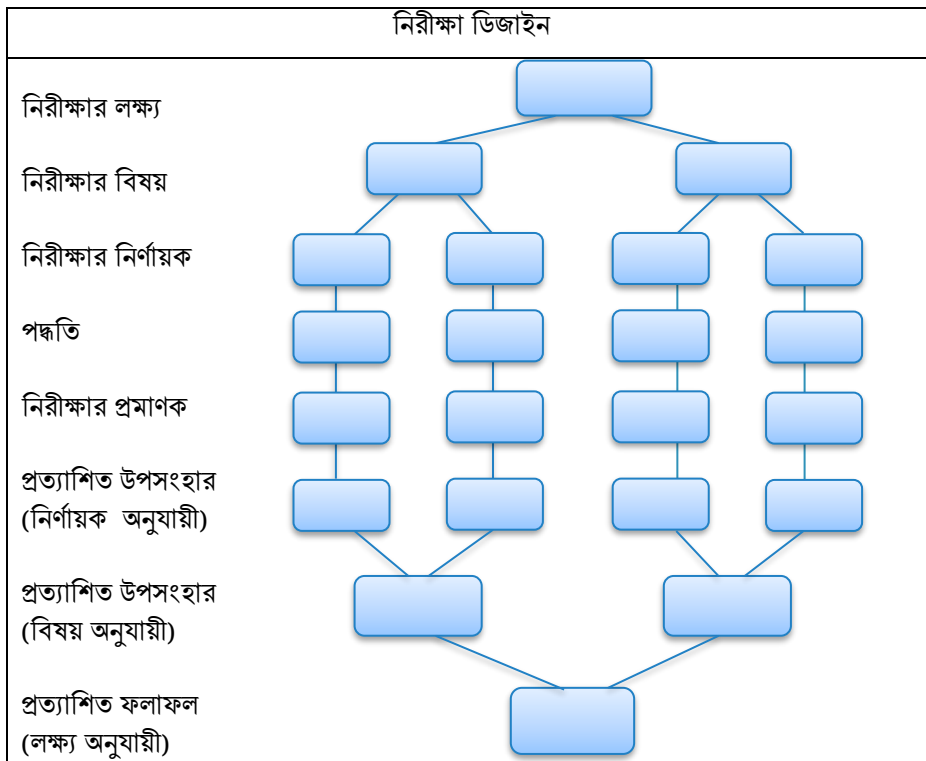 নিরীক্ষা ডিজাইন
নিরীক্ষার লক্ষ্য
নিরীক্ষার বিষয়
নিরীক্ষার নির্ণায়ক
পদ্ধতি
নিরীক্ষার প্রমাণক
প্রত্যাশিত উপসংহার
(নির্ণায়ক অনুযায়ী)
প্রত্যাশিত উপসংহার
(বিষয় অনুযায়ী)
প্রত্যাশিত ফলাফল
(লক্ষ্য অনুযায়ী)